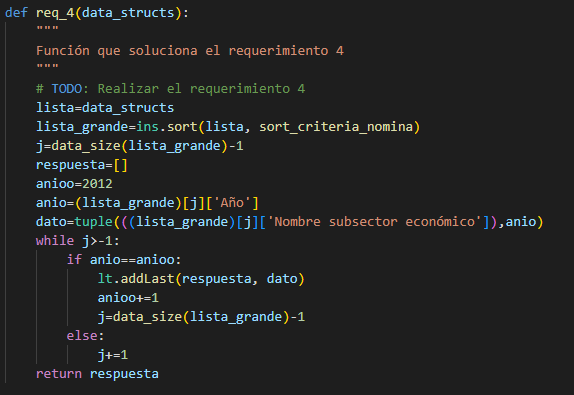 def req_4(data_structs):
    """
    Función que soluciona el requerimiento 4
    """
    # TODO: Realizar el requerimiento 4
    lista=data_structs
    lista_grande=ins.sort(lista, sort_criteria_nomina)
    j=data_size(lista_grande)-1
    respuesta=[]
    anioo=2012
    anio=(lista_grande)[j]['Año']
    dato=tuple(((lista_grande)[j]['Nombre subsector económico']),anio)
    while j>-1:
        if anio==anioo:
            lt.addLast(respuesta, dato)
            anioo+=1
            j=data_size(lista_grande)-1
        else:
            j+=1
    return respuesta